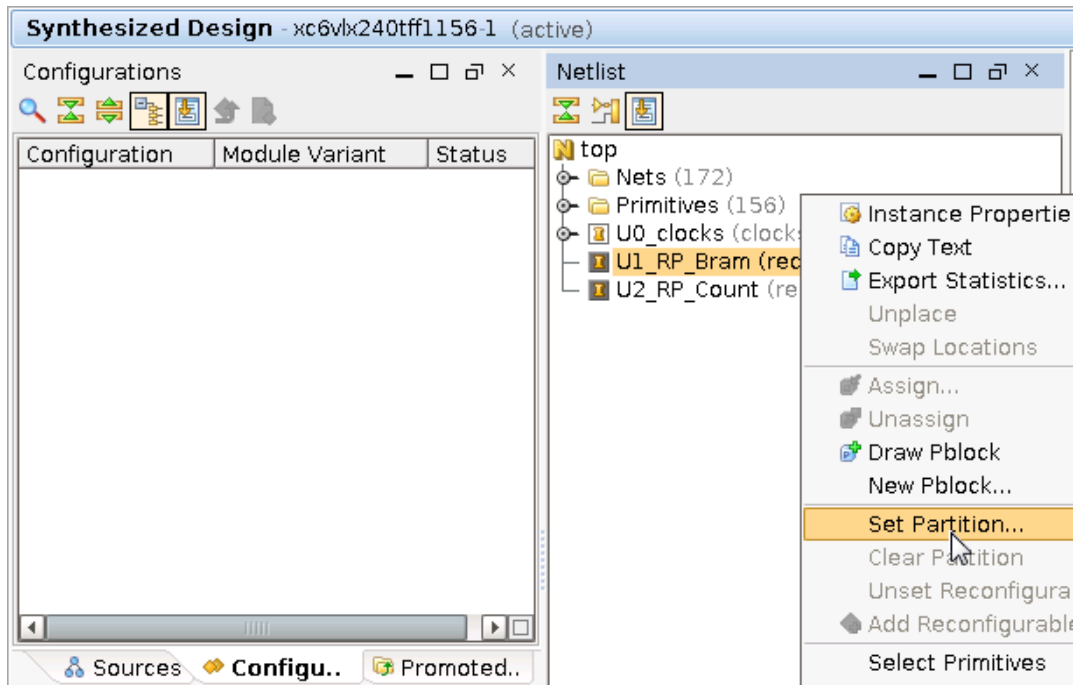 Synthesized Design - xc6vlx240tff1156-1 (active)
Configurations
Configuration Module Variant Status
Sources Configu.. Promoted..
Netlist
top
Nets (172)
Primitives (156)
U0_clocks (clocks
U1_RP_Bram (rec
U2_RP_Count (re
Instance Propertie
Copy Text
Export Statistics...
Unplace
Swap Locations
Assign...
Unassign
Draw Pblock
New Pblock...
Set Partition...
Clear Partition
Unset Reconfigura
Add Reconfigurable
Select Primitives